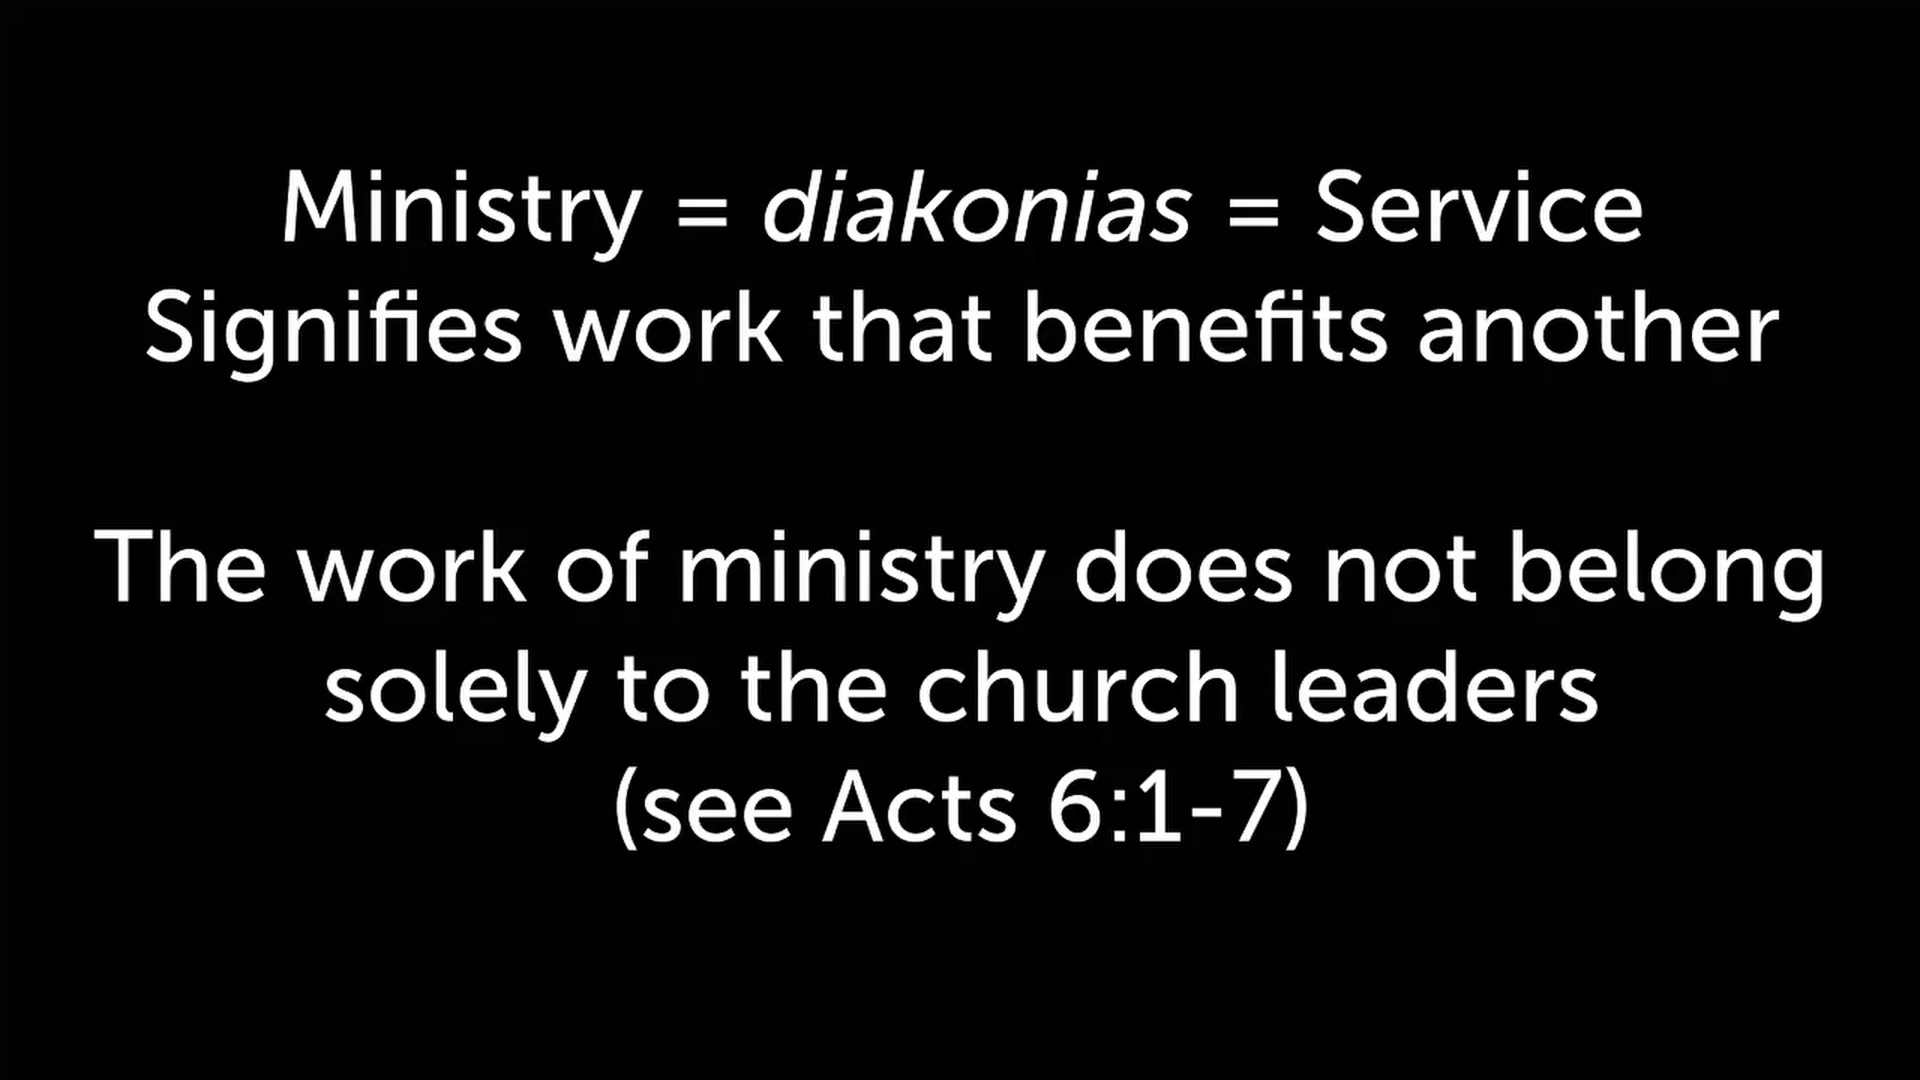 Ministry = diakonias = Service
Signifies work that benefits another
The work of ministry does not belong
solely to the church leaders
(see Acts 6:1-7)